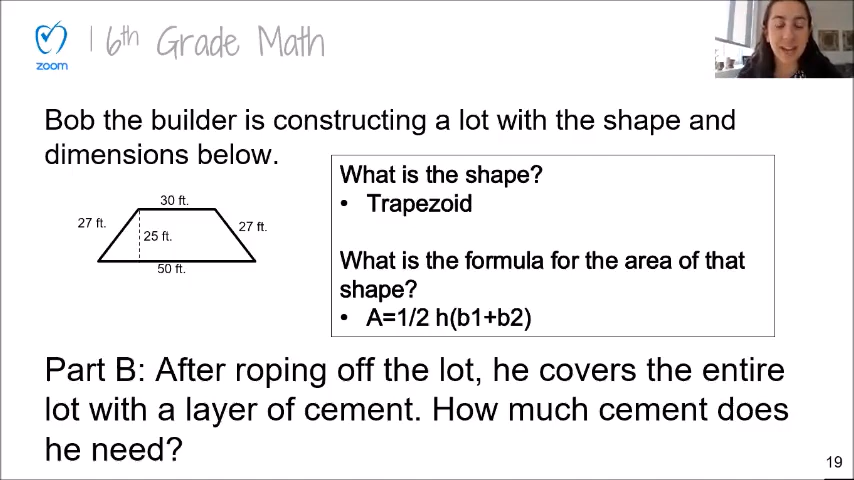 zoom
| 6th Grade Math
Bob the builder is constructing a lot with the shape and
dimensions below.
30 ft.
27 ft.
25 ft.
27 ft.
50 ft.
What is the shape?
• Trapezoid
What is the formula for the area of that
shape?
• A=1/2 h(b1+b2)
Part B: After roping off the lot, he covers the entire
lot with a layer of cement. How much cement does
he need?
19